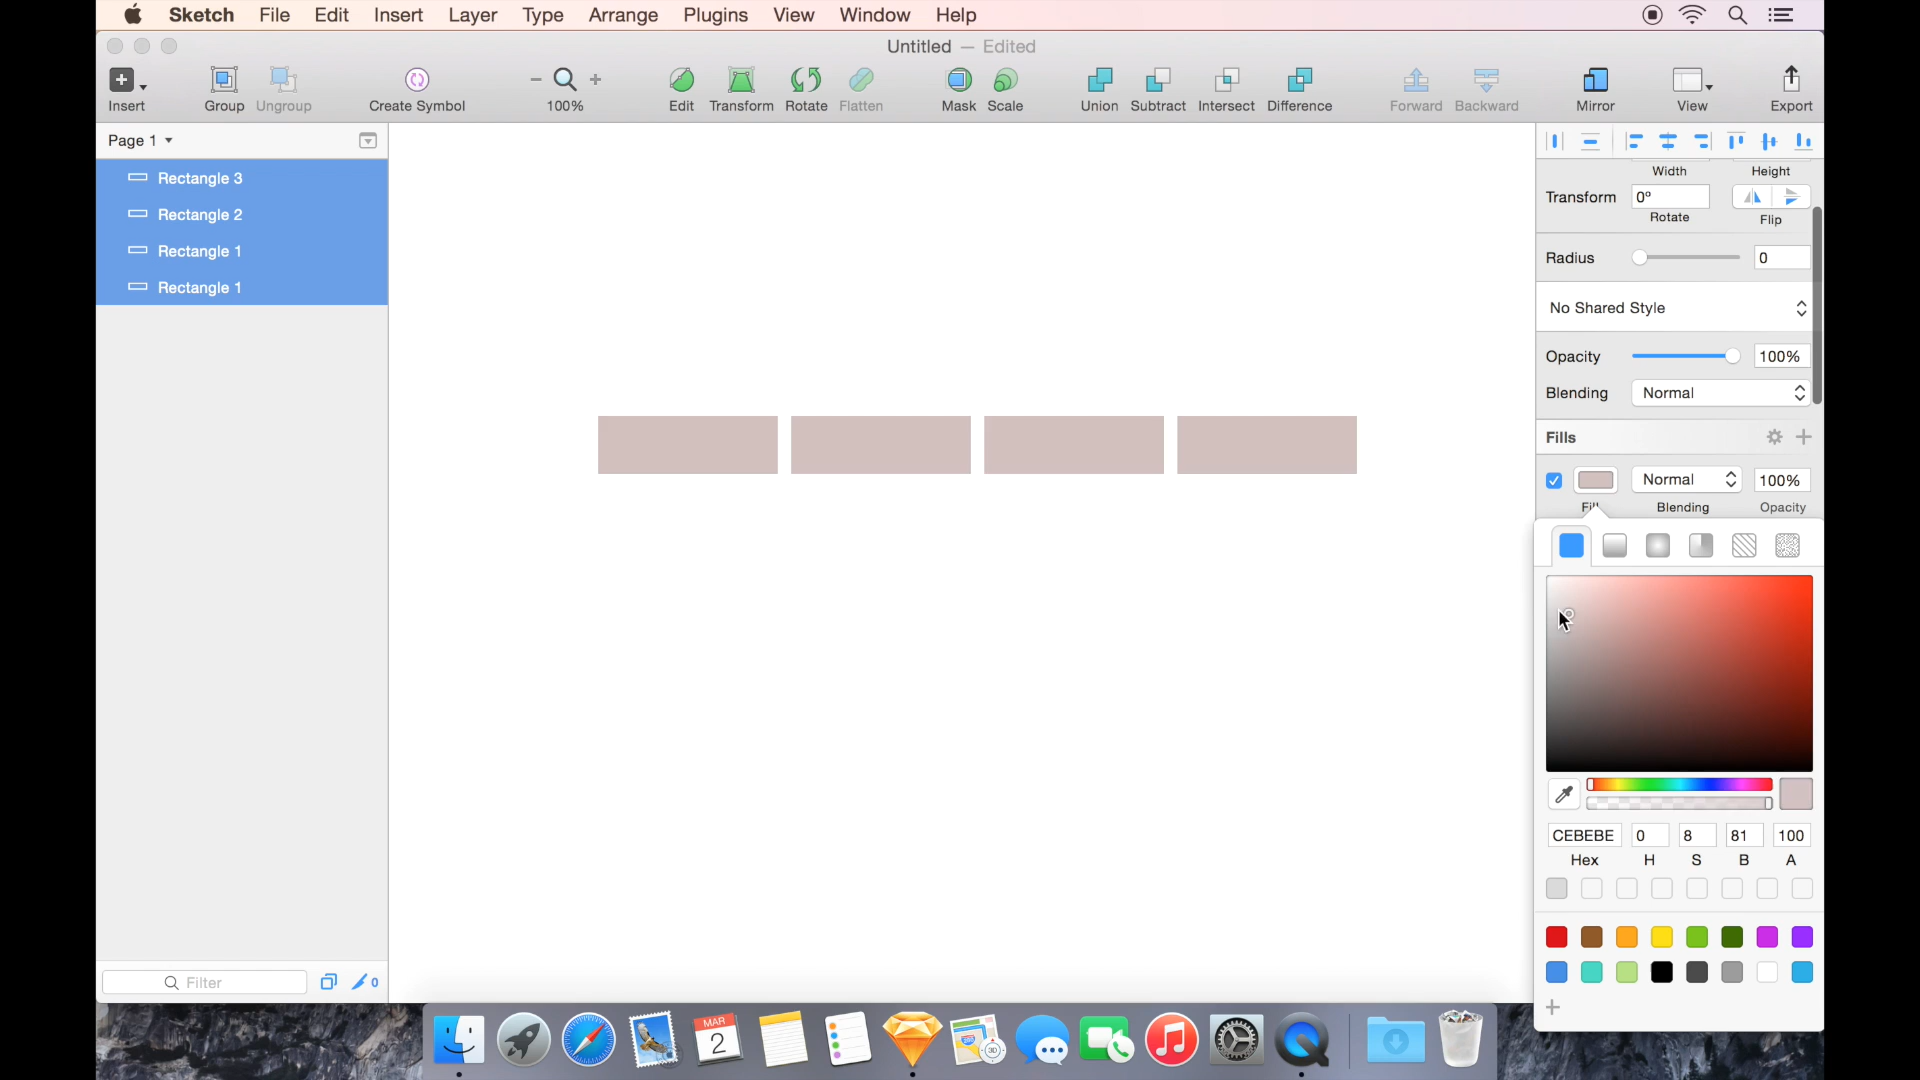 Sketch File Edit Insert Layer Type Arrange Plugins View Window Help
Untitled — Edited
Insert Group Ungroup Create Symbol 100% Edit Transform Rotate Flatten Mask Scale Union Subtract Intersect Difference Forward Backward Mirror View Export
Page 1
Rectangle 3
Rectangle 2
Rectangle 1
Rectangle 1
Filter
0
Width Height
Transform 0°
Rotate Flip
Radius 0
No Shared Style
Opacity 100%
Blending Normal
Fills
Normal 100%
Fill Blending Opacity
CEBEBE 0 8 81 100
Hex H S B A
MAR
2
3D